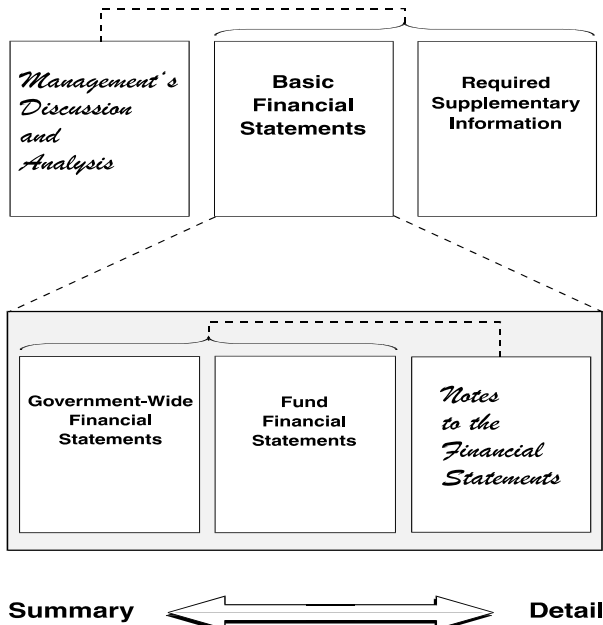 Management's
Discussion
and
Analysis
Basic
Financial
Statements
Required
Supplementary
Information
Government-Wide
Financial
Statements
Fund
Financial
Statements
Notes
to the
Financial
Statements
Summary
Detail